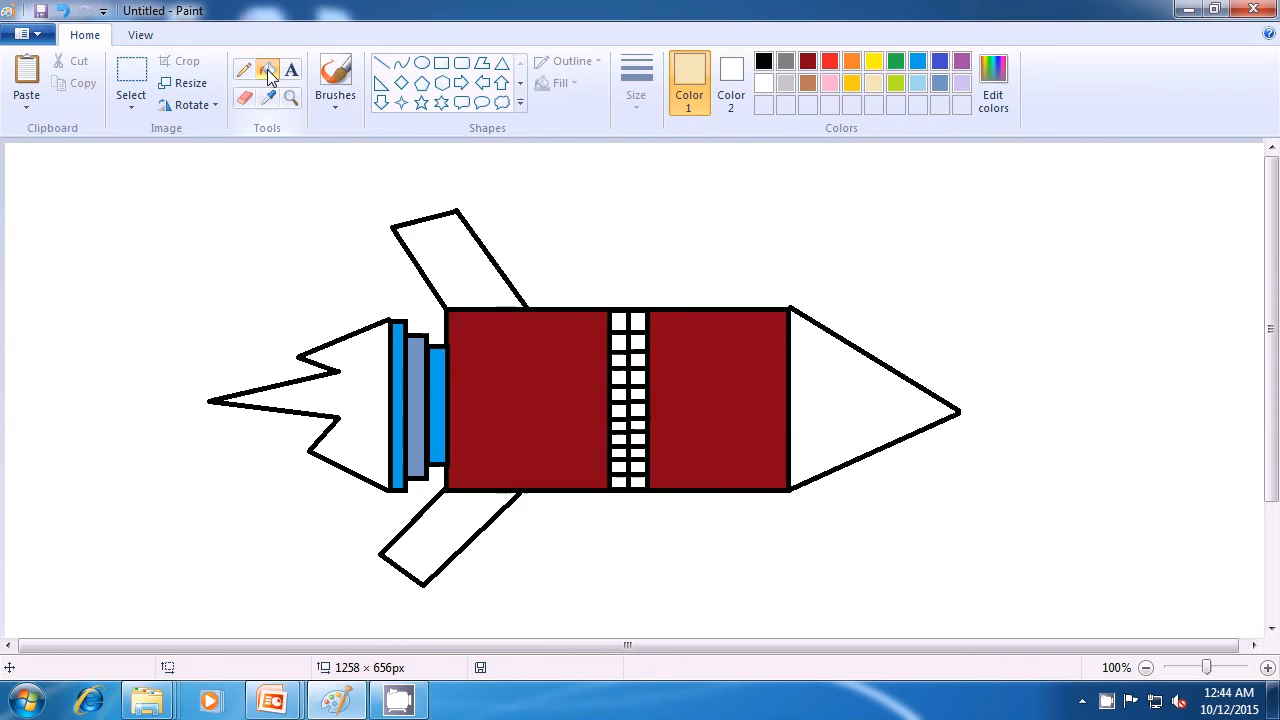 Untitled - Paint
Home View
Paste Cut Copy
Clipboard
Select Crop Resize Rotate
Image
A
Tools
Brushes
Outline Fill
Shapes
Size
Color 1 Color 2
Edit colors
Colors
1258 × 656px
100%
12:44 AM
10/12/2015